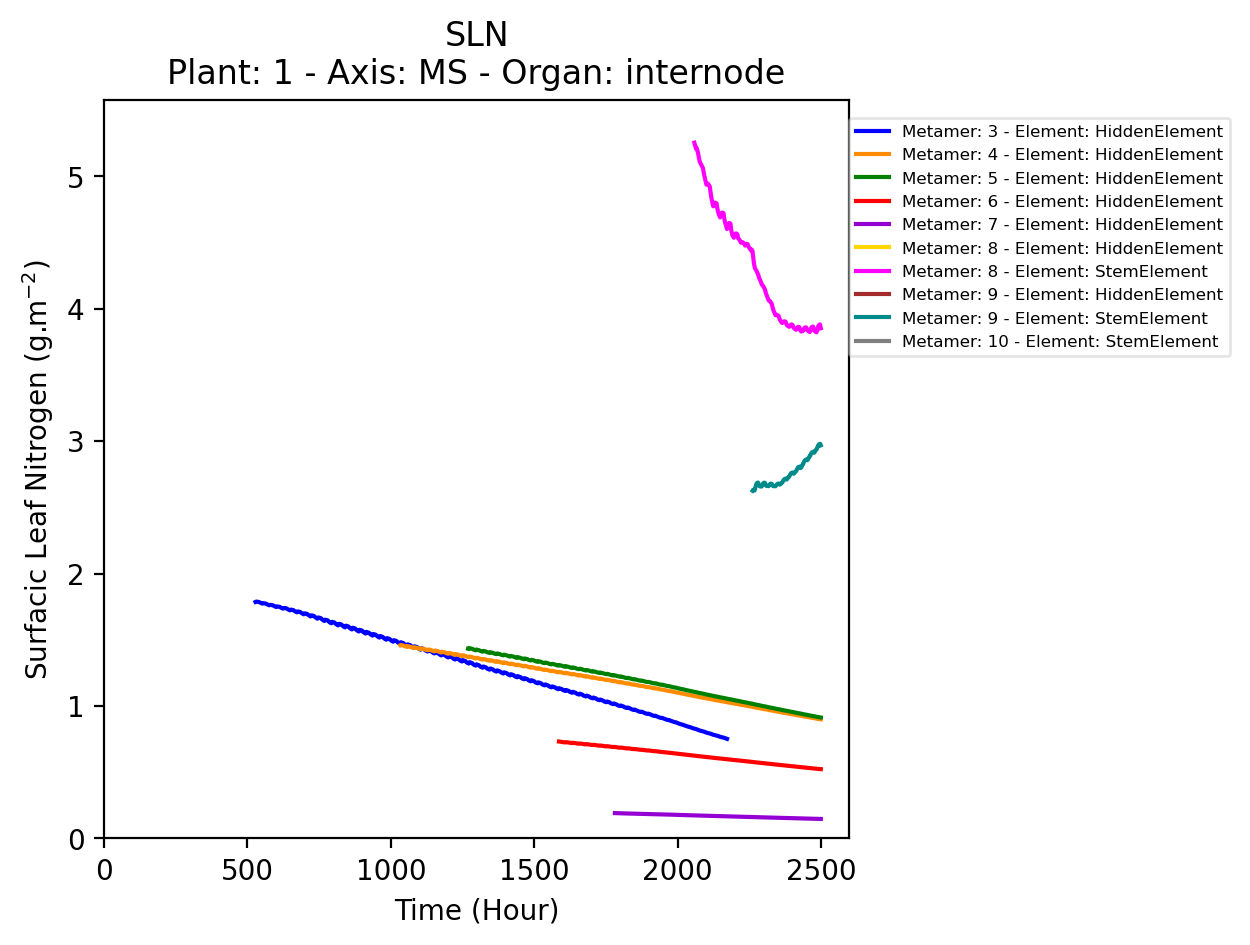 SLN
Plant: 1 - Axis: MS - Organ: internode
Surfacic Leaf Nitrogen (g.m⁻²)
5
4
3
2
1
0
0 500 1000 1500 2000 2500
Time (Hour)
Metamer: 3 - Element: HiddenElement
Metamer: 4 - Element: HiddenElement
Metamer: 5 - Element: HiddenElement
Metamer: 6 - Element: HiddenElement
Metamer: 7 - Element: HiddenElement
Metamer: 8 - Element: HiddenElement
Metamer: 8 - Element: StemElement
Metamer: 9 - Element: HiddenElement
Metamer: 9 - Element: StemElement
Metamer: 10 - Element: StemElement